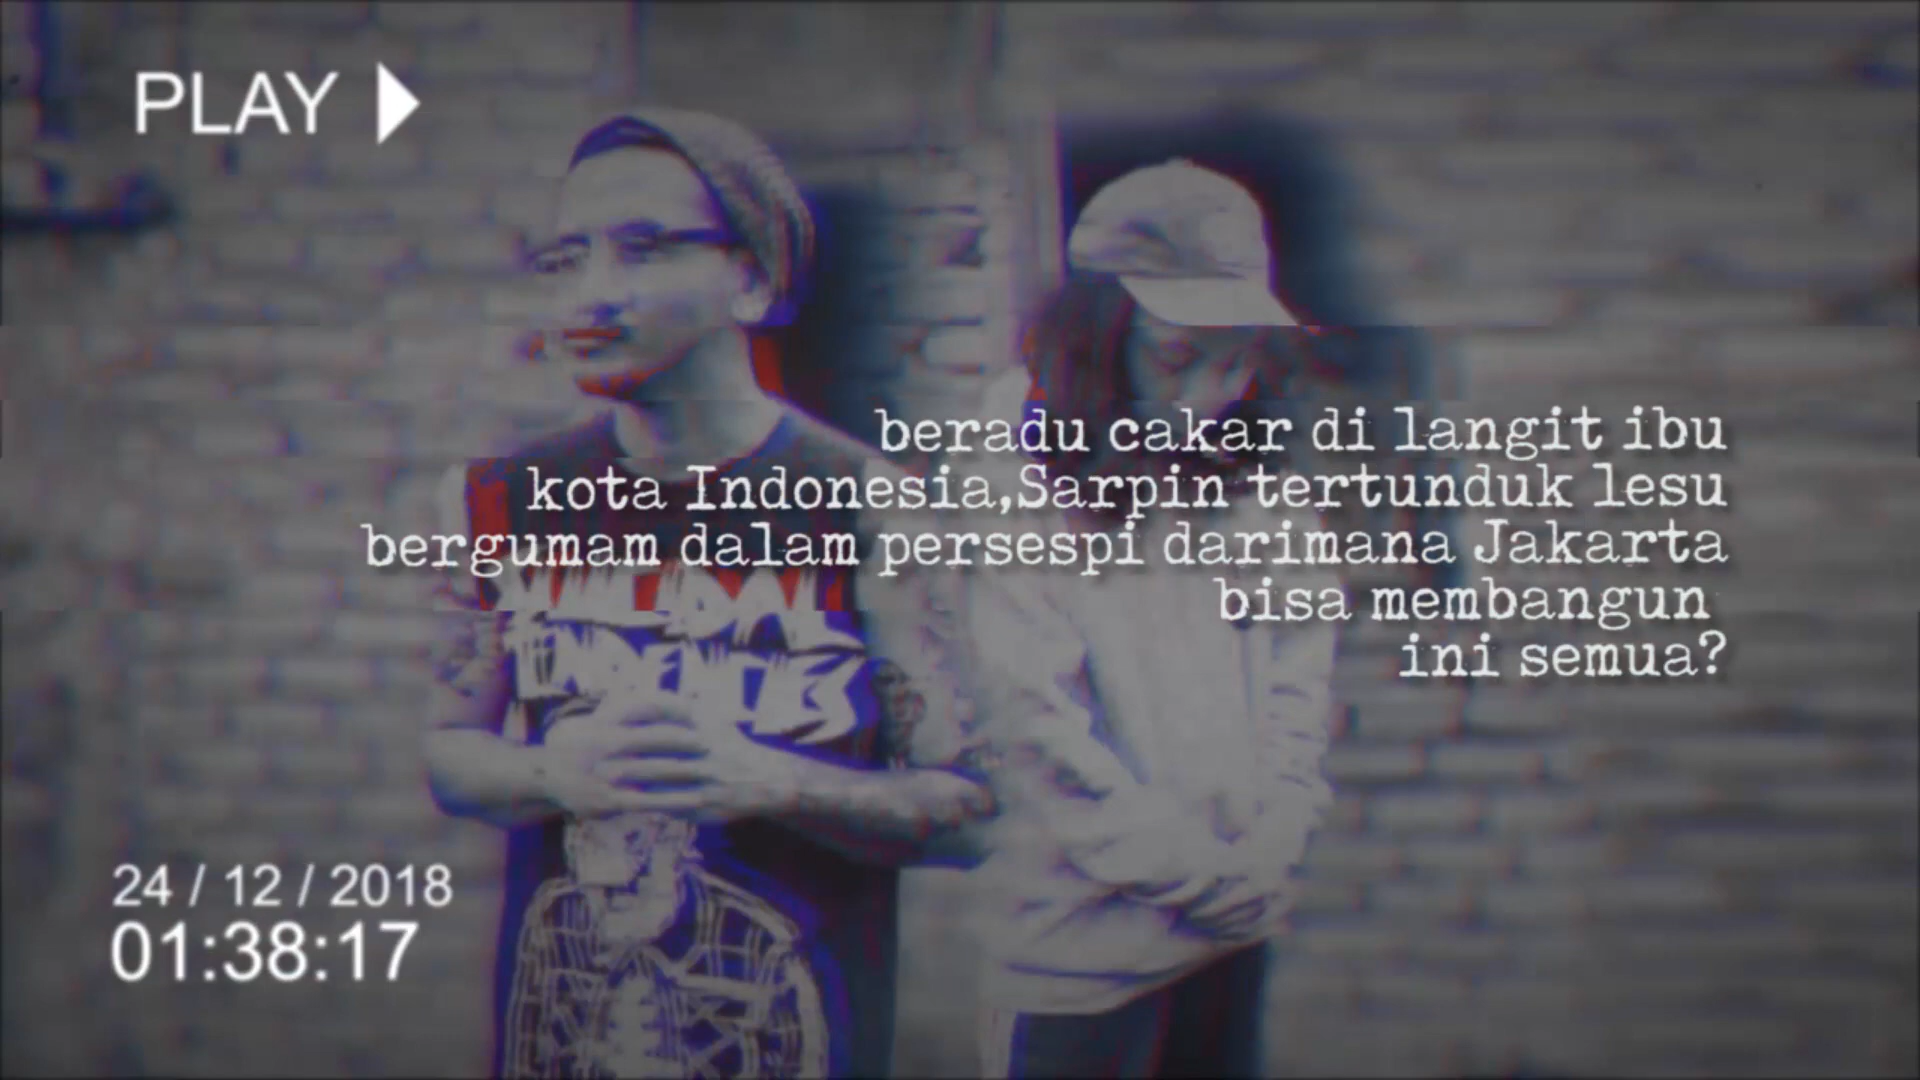 PLAY
beradu cakar di langit ibu
kota Indonesia,Sarpin tertunduk lesu
bergumam dalam persespi darimana Jakarta
bisa membangun
ini semua?
24 / 12 / 2018
01:38:17